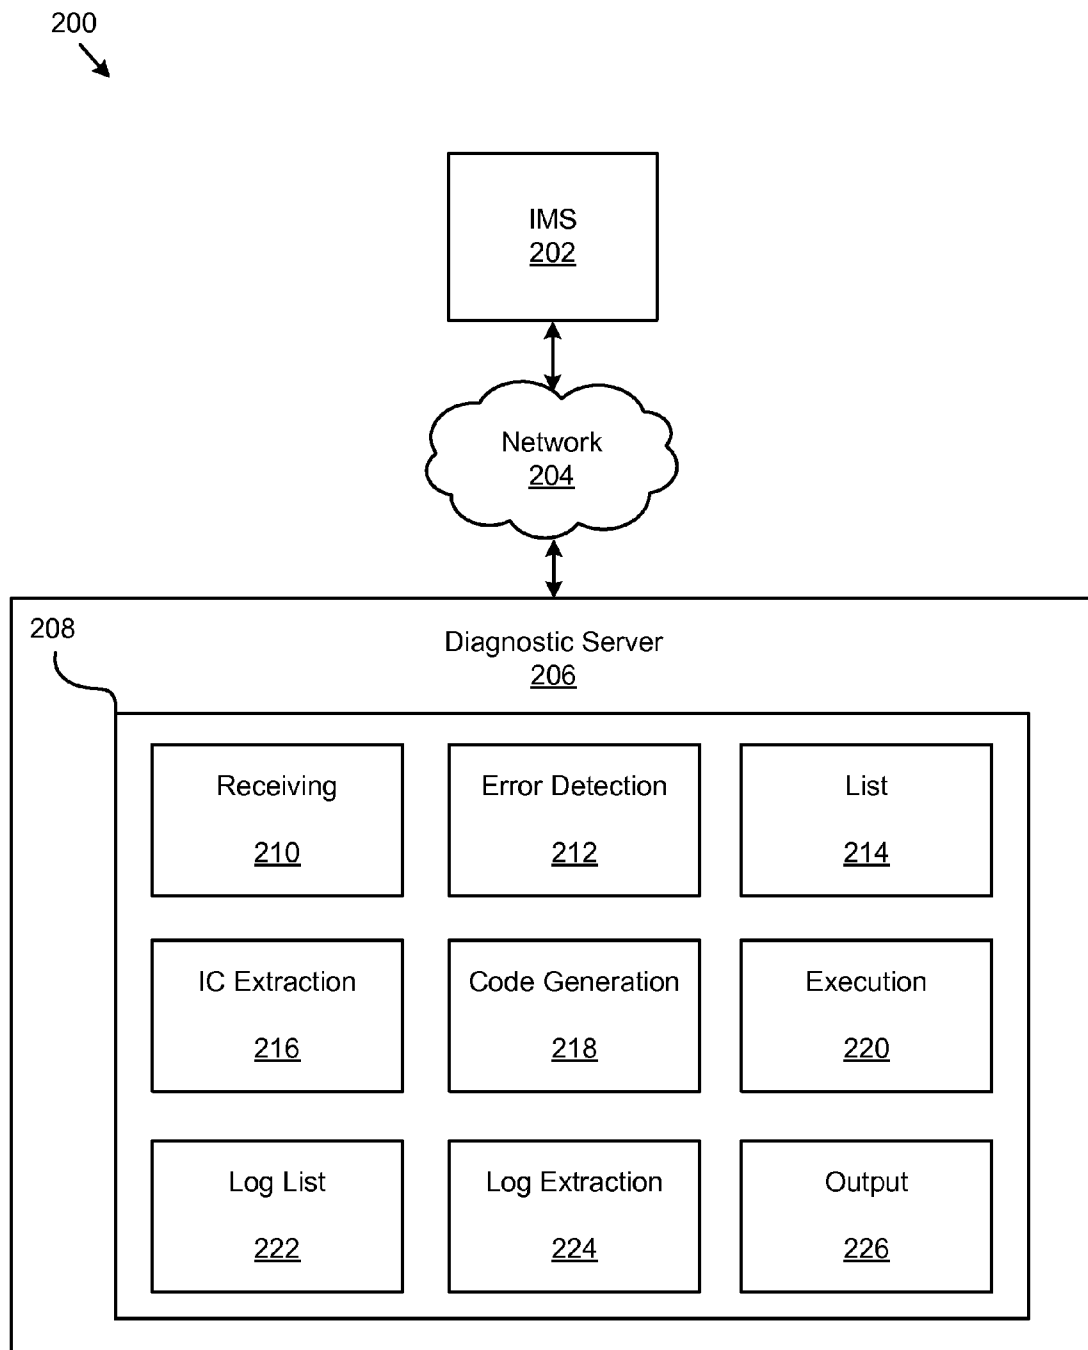 200
IMS
202
Network
204
208
Diagnostic Server
206
Receiving
210
Error Detection
212
List
214
IC Extraction
216
Code Generation
218
Execution
220
Log List
222
Log Extraction
224
Output
226